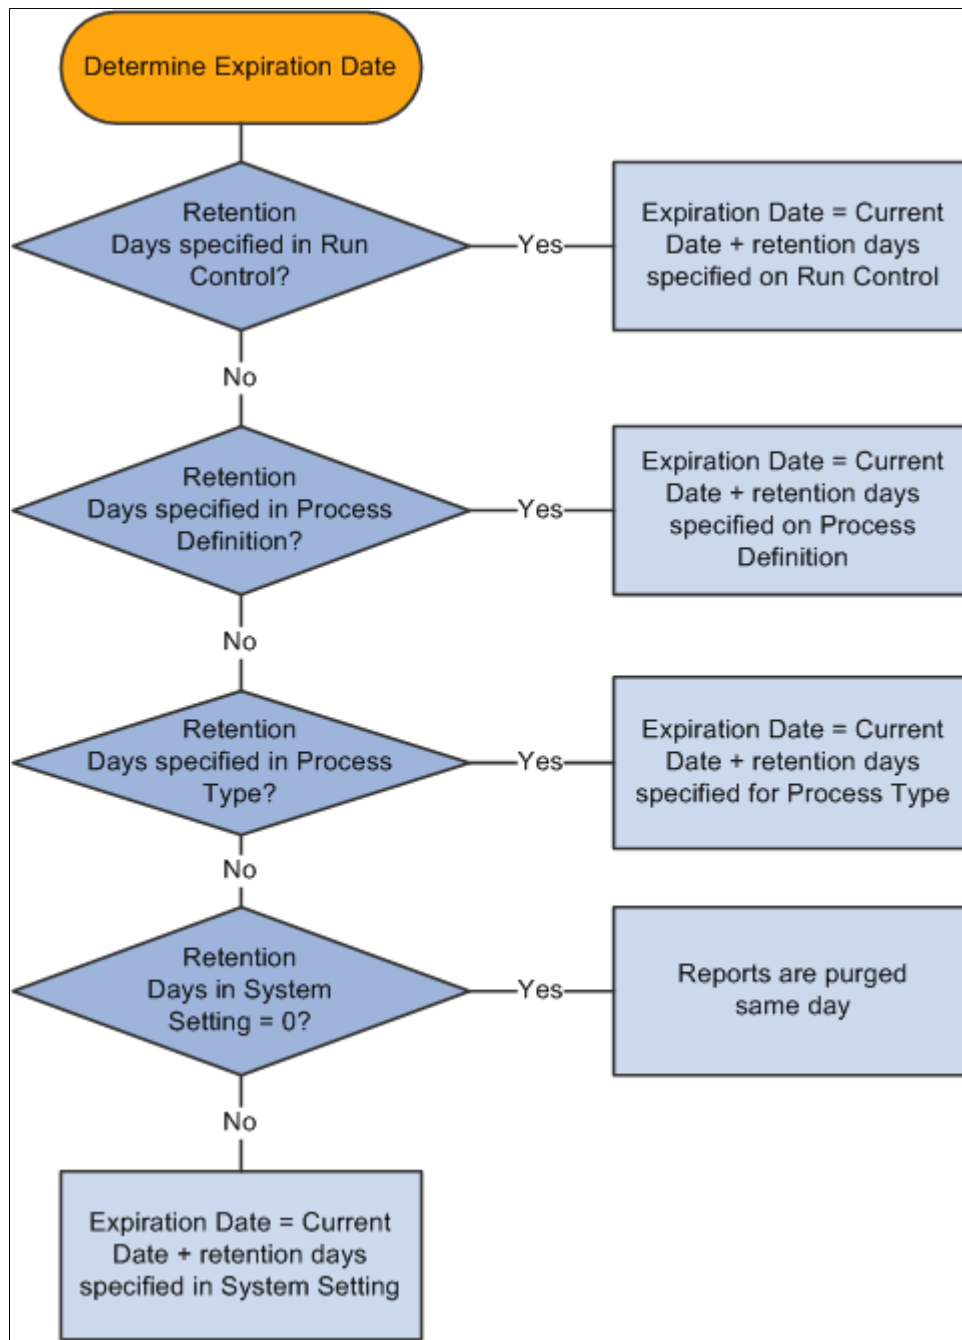 Determine Expiration Date
Retention
Days specified in Run
Control?
Yes
Expiration Date = Current
Date + retention days
specified on Run Control
No
Retention
Days specified in Process
Definition?
Yes
Expiration Date = Current
Date + retention days
specified on Process
Definition
No
Retention
Days specified in Process
Type?
Yes
Expiration Date = Current
Date + retention days
specified for Process Type
No
Retention
Days in System
Setting = 0?
Yes
Reports are purged
same day
No
Expiration Date = Current
Date + retention days
specified in System Setting